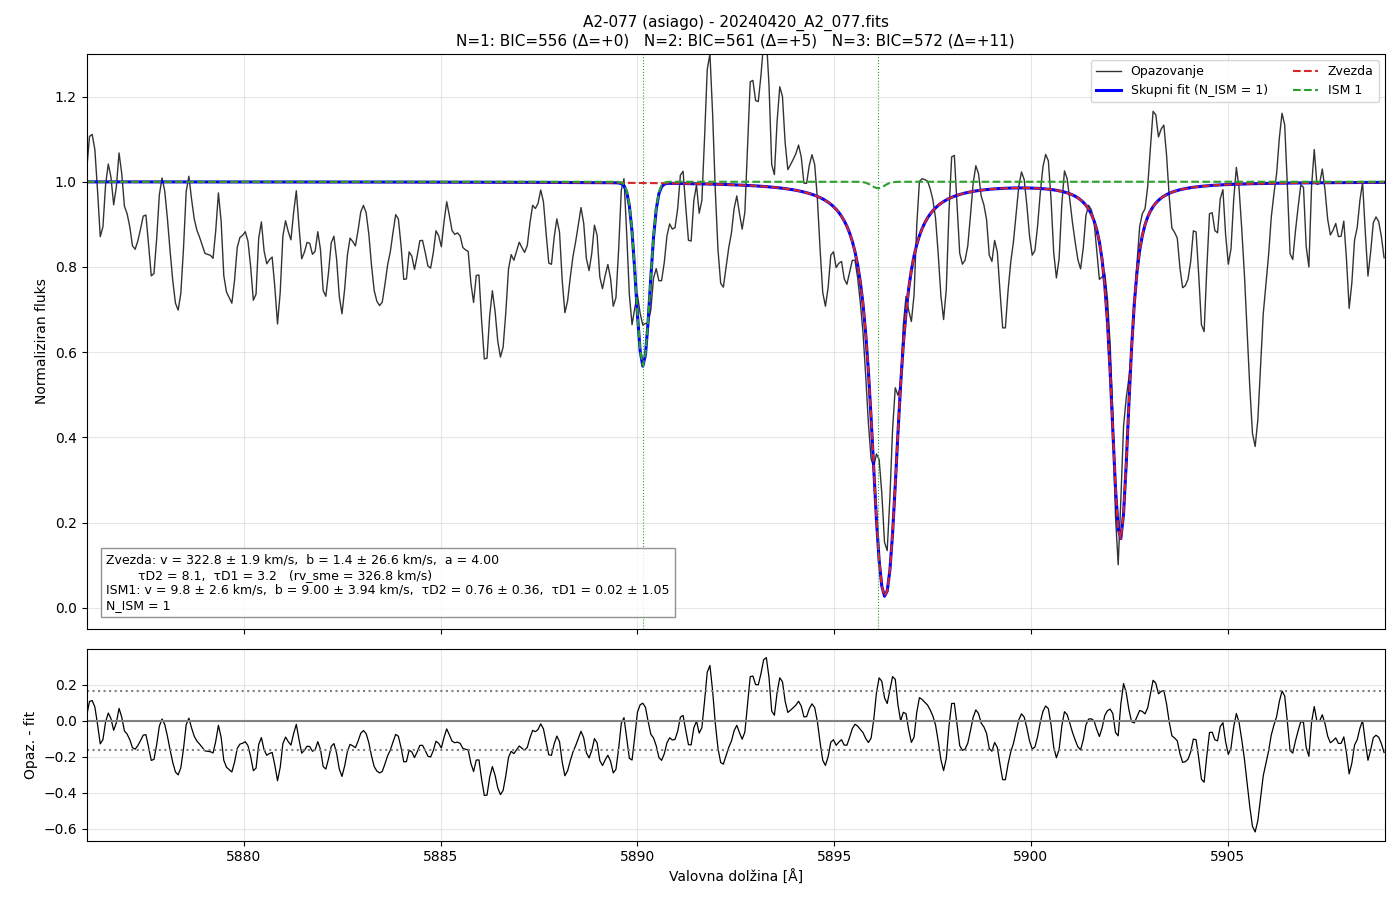 A2-077 (asiago) - 20240420_A2_077.fits
N=1: BIC=556 (Δ=+0)   N=2: BIC=561 (Δ=+5)   N=3: BIC=572 (Δ=+11)
Opazovanje
Skupni fit (N_ISM = 1)
Zvezda
ISM 1
Normaliziran fluks
1.2
1.0
0.8
0.6
0.4
0.2
0.0
Zvezda: v = 322.8 ± 1.9 km/s,  b = 1.4 ± 26.6 km/s,  a = 4.00
τD2 = 8.1,  τD1 = 3.2   (rv_sme = 326.8 km/s)
ISM1: v = 9.8 ± 2.6 km/s,  b = 9.00 ± 3.94 km/s,  τD2 = 0.76 ± 0.36,  τD1 = 0.02 ± 1.05
N_ISM = 1
Opaz. - fit
0.2
0.0
−0.2
−0.4
−0.6
5880
5885
5890
5895
5900
5905
Valovna dolžina [Å]